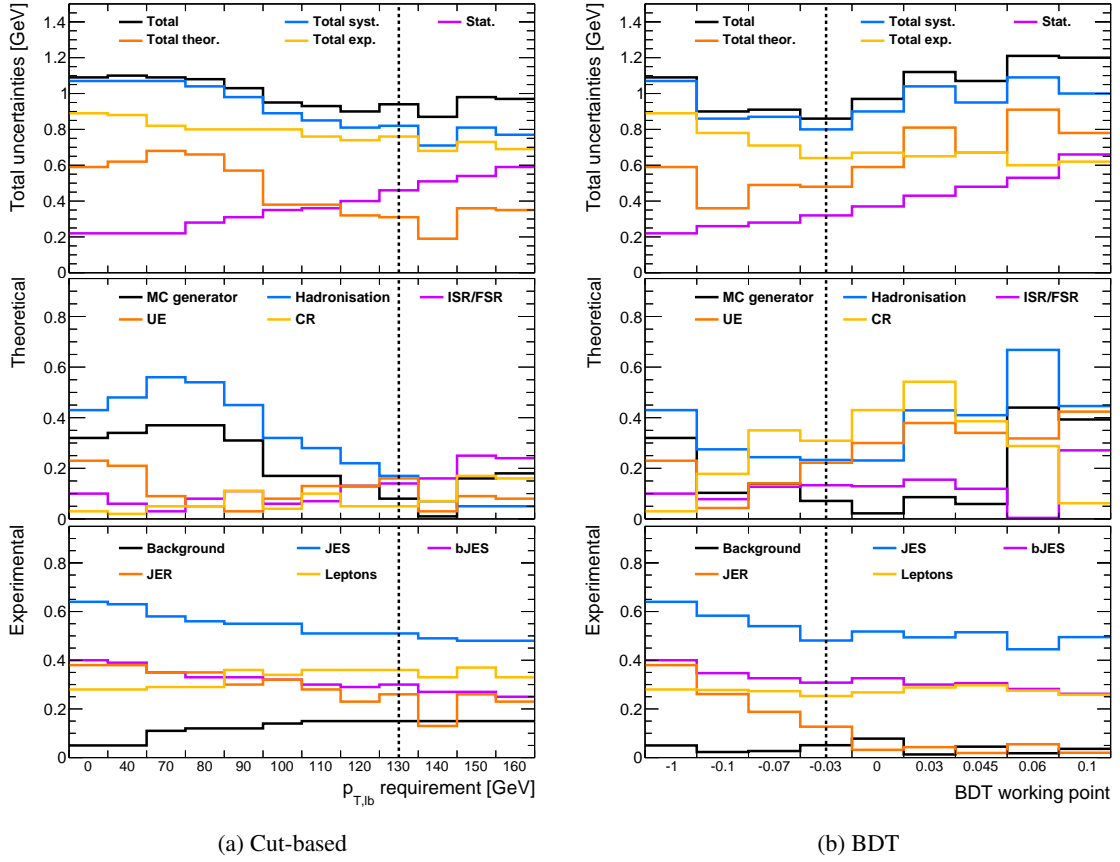 Total uncertainties [GeV]
1.4
1.2
1
0.8
0.6
0.4
0.2
0
Total Total syst. Stat.
Total theor. Total exp.
Theoretical
0.8
0.6
0.4
0.2
0
MC generator Hadronisation ISR/FSR
UE CR
Experimental
0.8
0.6
0.4
0.2
0
Background JES bJES
JER Leptons
0 40 70 80 90 100 110 120 130 140 150 160
p_T,lb requirement [GeV]
(a) Cut-based
Total uncertainties [GeV]
1.4
1.2
1
0.8
0.6
0.4
0.2
0
Total Total syst. Stat.
Total theor. Total exp.
Theoretical
0.8
0.6
0.4
0.2
0
MC generator Hadronisation ISR/FSR
UE CR
Experimental
0.8
0.6
0.4
0.2
0
Background JES bJES
JER Leptons
-1 -0.1 -0.07 -0.03 0 0.03 0.045 0.06 0.1
BDT working point
(b) BDT